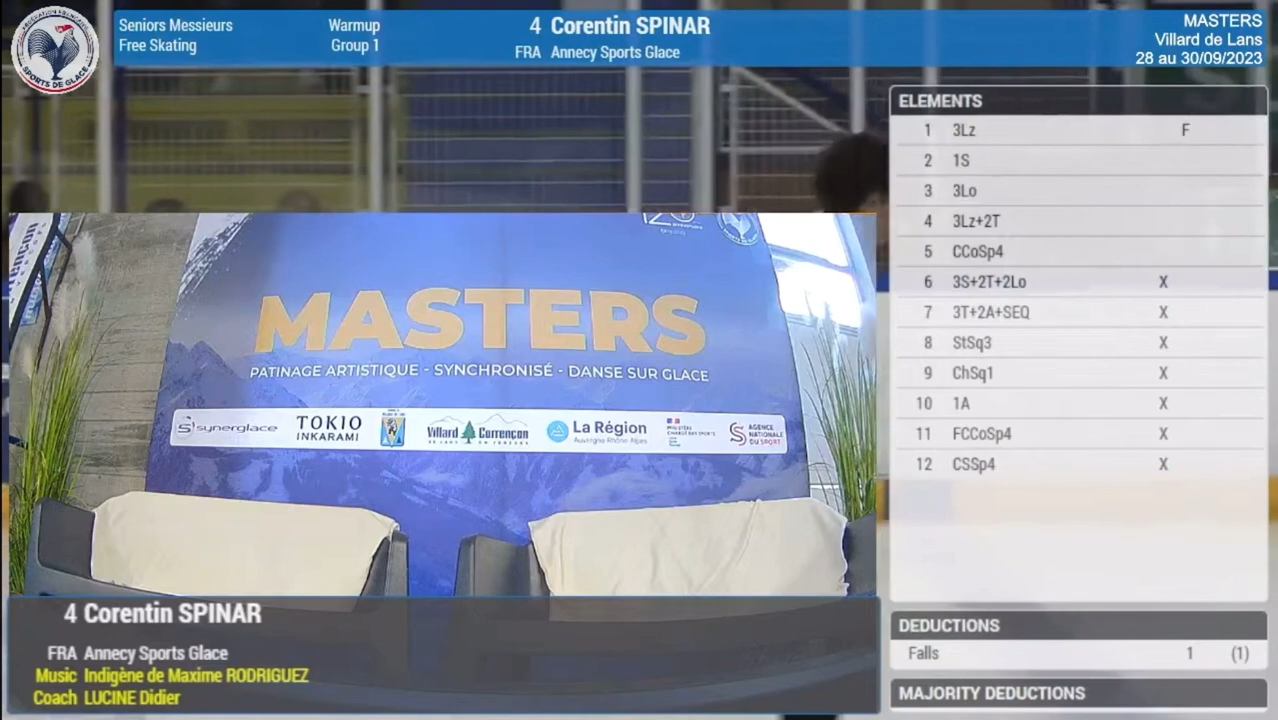 FÉDÉRATION FRANÇAISE
SPORTS DE GLACE
Seniors Messieurs
Free Skating
Warmup
Group 1
4 Corentin SPINAR
FRA Annecy Sports Glace
MASTERS
Villard de Lans
28 au 30/09/2023
ELEMENTS
1 3Lz F
2 1S
3 3Lo
4 3Lz+2T
5 CCoSp4
6 3S+2T+2Lo X
7 3T+2A+SEQ X
8 StSq3 X
9 ChSq1 X
10 1A X
11 FCCoSp4 X
12 CSSp4 X
MASTERS
PATINAGE ARTISTIQUE - SYNCHRONISÉ - DANSE SUR GLACE
synerglace
TOKIO
INKARAMI
Villard Corrençon
La Région
Auvergne Rhône Alpes
AGENCE
NATIONALE
DU SPORT
4 Corentin SPINAR
FRA Annecy Sports Glace
Music Indigène de Maxime RODRIGUEZ
Coach LUCINE Didier
DEDUCTIONS
Falls 1 (1)
MAJORITY DEDUCTIONS